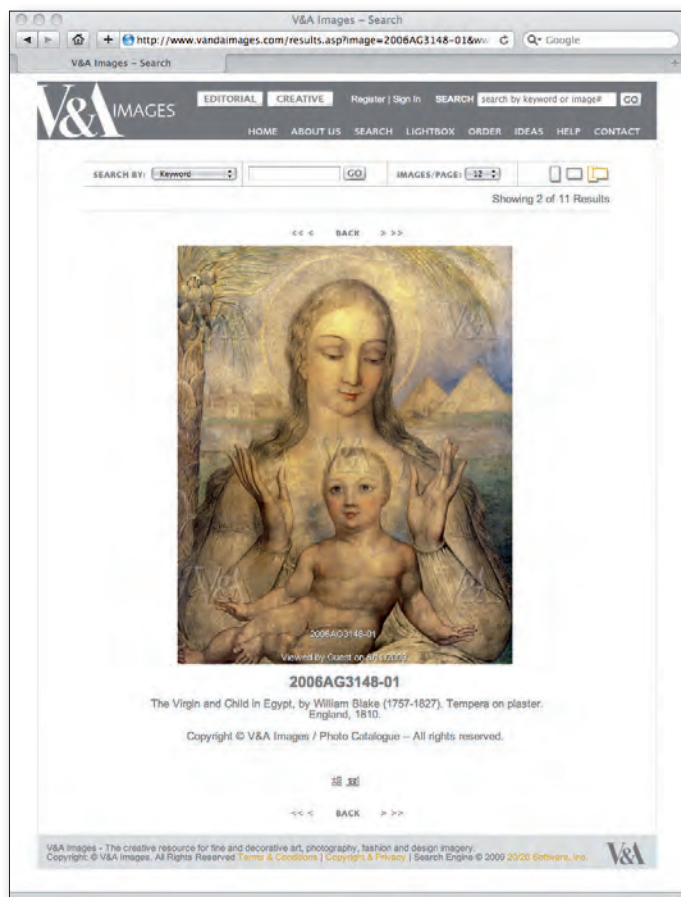 V&A Images – Search
http://www.vandaimages.com/results.asp?image=2006AG3148-01&ww
Google
V&A Images – Search
V&A IMAGES
EDITORIAL CREATIVE Register | Sign In SEARCH search by keyword or image# GO
HOME ABOUT US SEARCH LIGHTBOX ORDER IDEAS HELP CONTACT
SEARCH BY: Keyword GO IMAGES/PAGE: 12
Showing 2 of 11 Results
<< < BACK > >>
V&A V&A
V&A
V&A V&A
2006AG3148-01
Viewed by Guest on
2006AG3148-01
The Virgin and Child in Egypt, by William Blake (1757-1827). Tempera on plaster.
England, 1810.
Copyright © V&A Images / Photo Catalogue – All rights reserved.
<< < BACK > >>
V&A Images - The creative resource for fine and decorative art, photography, fashion and design imagery.
Copyright © V&A Images. All Rights Reserved Terms & Conditions | Copyright & Privacy | Search Engine © 2009 20/20 Software, Inc.
V&A